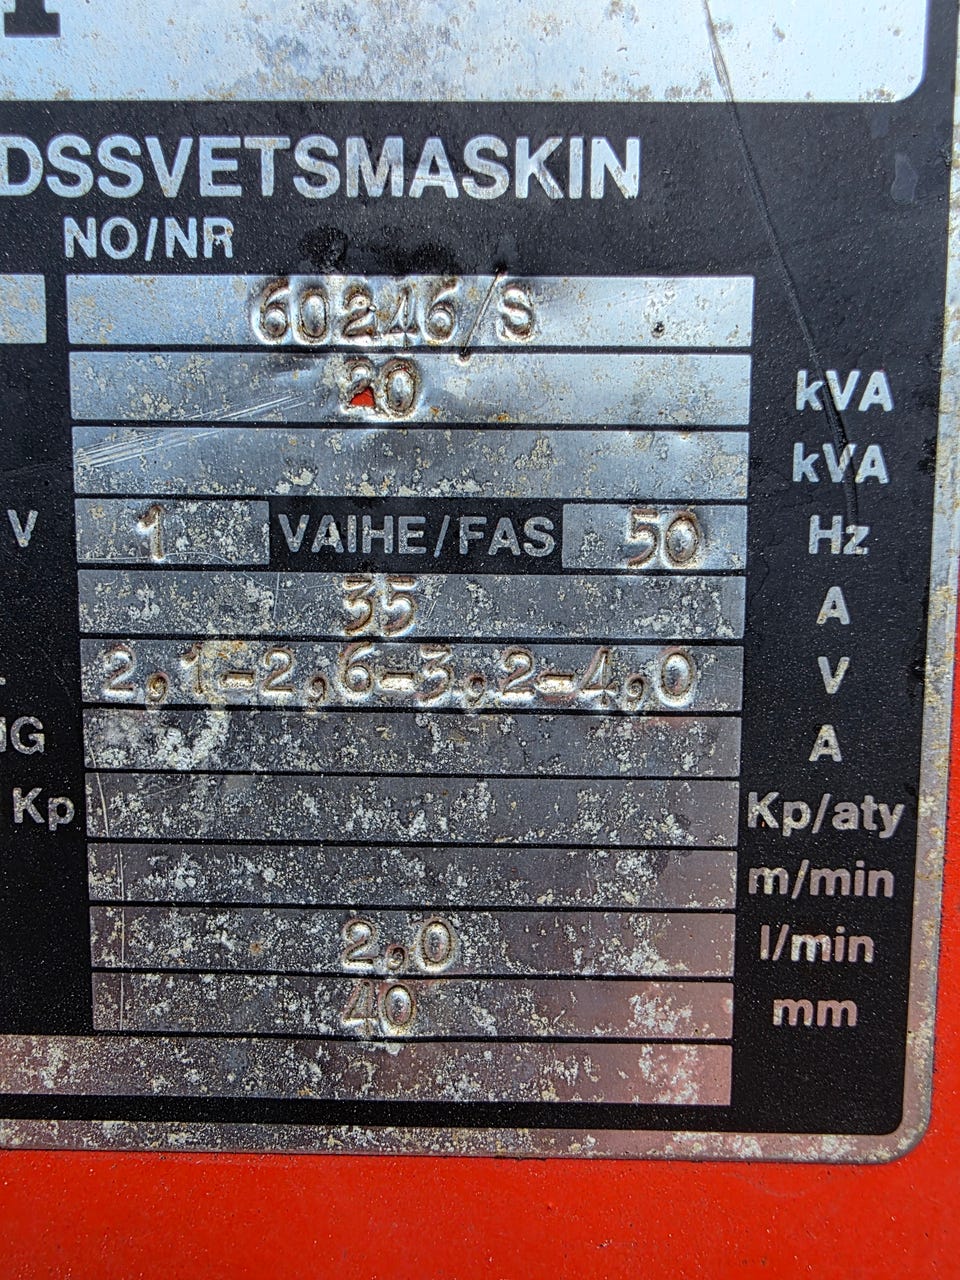 DSSVETSMASKIN
NO/NR
60246/S
20 kVA
kVA
V 1 VAIHE/FAS 50 Hz
35 A
2,1-2,6-3,2-4,0 V
NG A
Kp Kp/aty
m/min
2,0 l/min
40 mm